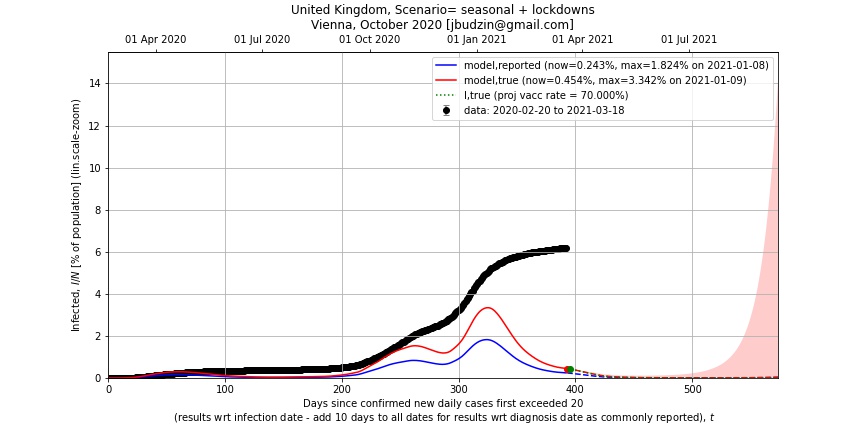 United Kingdom, Scenario= seasonal + lockdowns
Vienna, October 2020 [jbudzin@gmail.com]
01 Apr 2020 01 Jul 2020 01 Oct 2020 01 Jan 2021 01 Apr 2021 01 Jul 2021
model,reported (now=0.243%, max=1.824% on 2021-01-08)
model,true (now=0.454%, max=3.342% on 2021-01-09)
I,true (proj vacc rate = 70.000%)
data: 2020-02-20 to 2021-03-18
Infected, I/N [% of population] (lin.scale-zoom)
14
12
10
8
6
4
2
0
0 100 200 300 400 500
Days since confirmed new daily cases first exceeded 20
(results wrt infection date - add 10 days to all dates for results wrt diagnosis date as commonly reported), t